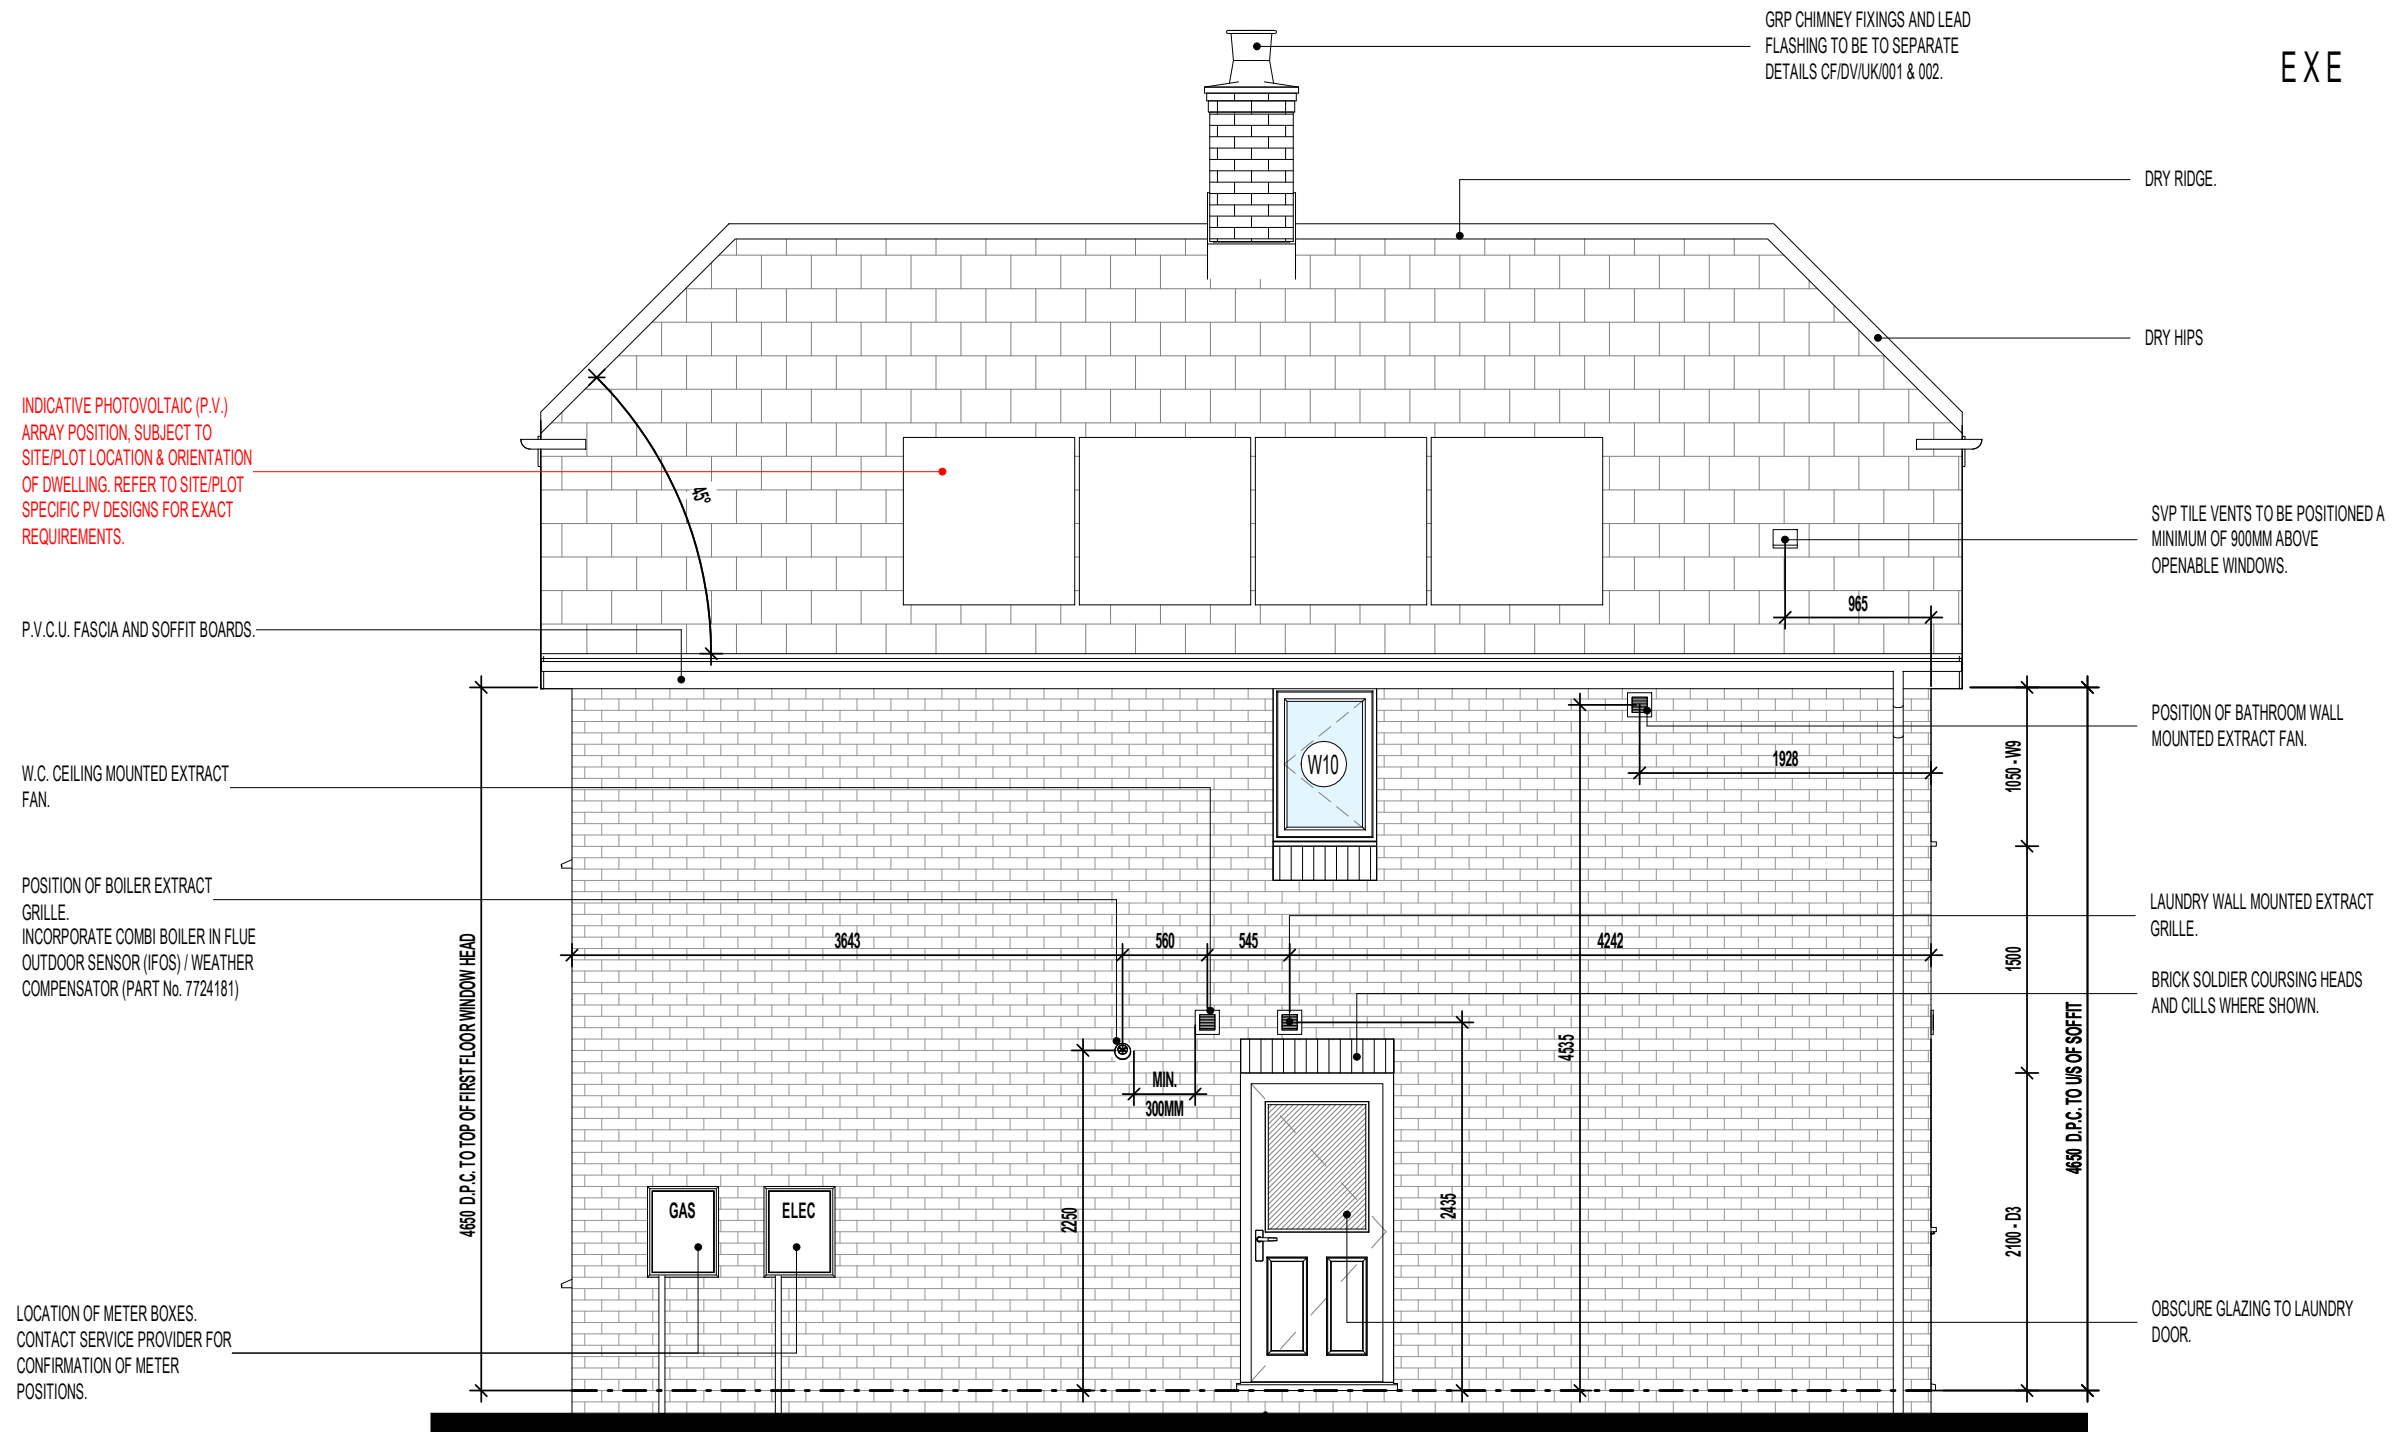 GRP CHIMNEY FIXINGS AND LEAD
FLASHING TO BE TO SEPARATE
DETAILS CF/DV/UK/001 & 002.
EXE
DRY RIDGE.
DRY HIPS
INDICATIVE PHOTOVOLTAIC (P.V.)
ARRAY POSITION, SUBJECT TO
SITE/PLOT LOCATION & ORIENTATION
OF DWELLING. REFER TO SITE/PLOT
SPECIFIC PV DESIGNS FOR EXACT
REQUIREMENTS.
45°
SVP TILE VENTS TO BE POSITIONED A
MINIMUM OF 900MM ABOVE
OPENABLE WINDOWS.
965
P.V.C.U. FASCIA AND SOFFIT BOARDS.
POSITION OF BATHROOM WALL
MOUNTED EXTRACT FAN.
W10
1928
1050 - W9
W.C. CEILING MOUNTED EXTRACT
FAN.
POSITION OF BOILER EXTRACT
GRILLE.
INCORPORATE COMBI BOILER IN FLUE
OUTDOOR SENSOR (IFOS) / WEATHER
COMPENSATOR (PART No. 7724181)
LAUNDRY WALL MOUNTED EXTRACT
GRILLE.
3643
560
545
4242
1500
BRICK SOLDIER COURSING HEADS
AND CILLS WHERE SHOWN.
4650 D.P.C. TO TOP OF FIRST FLOOR WINDOW HEAD
4535
4650 D.P.C. TO U/S OF SOFFIT
MIN.
300MM
GAS
ELEC
2250
2435
2100 - D3
LOCATION OF METER BOXES.
CONTACT SERVICE PROVIDER FOR
CONFIRMATION OF METER
POSITIONS.
OBSCURE GLAZING TO LAUNDRY
DOOR.